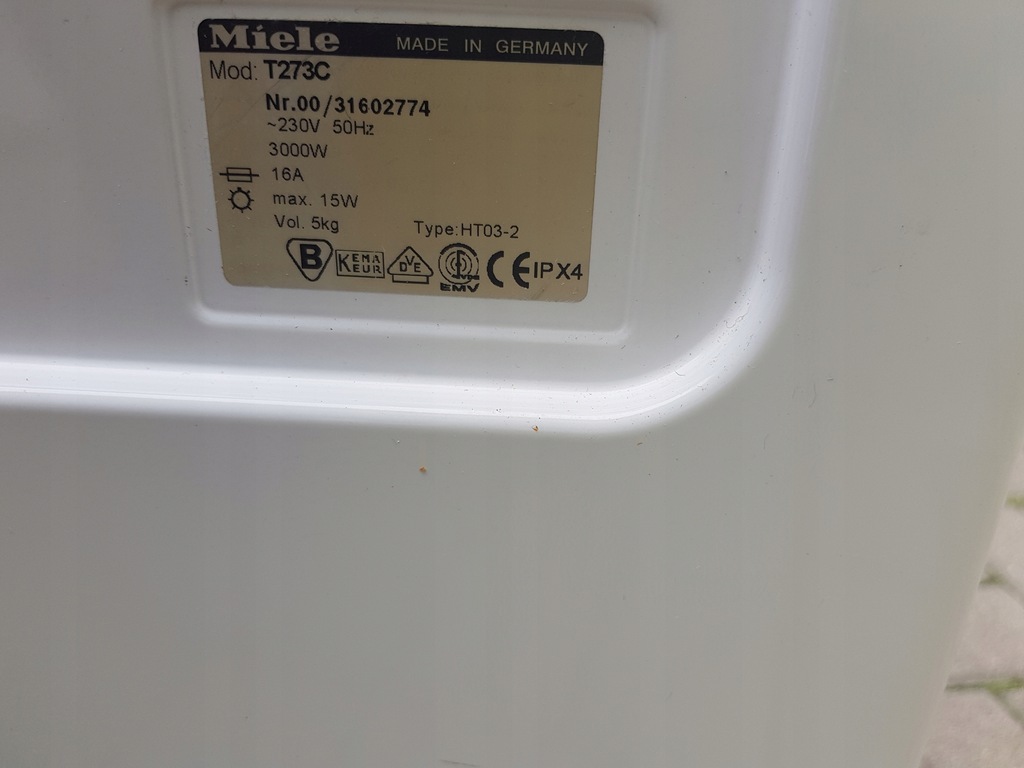 Miele MADE IN GERMANY
Mod: T273C
Nr.00/31602774
~230V 50Hz
3000W
16A
max. 15W
Vol. 5kg Type:HT03-2
B KEMA KEUR DVE EMV CE IPX4